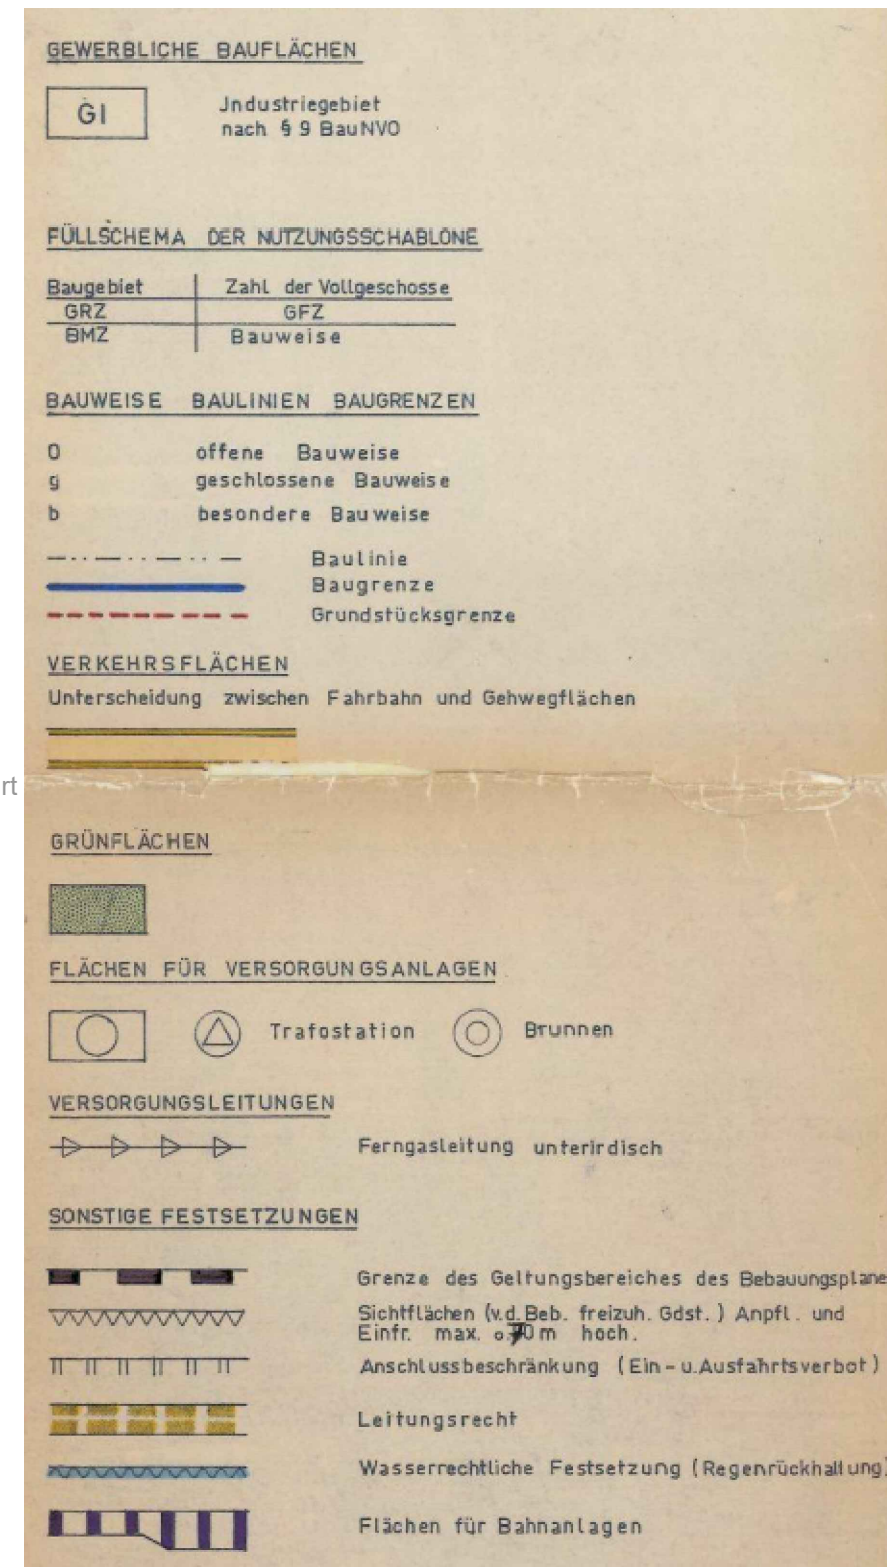 GEWERBLICHE BAUFLÄCHEN
GI Jndustriegebiet
nach § 9 BauNVO
FÜLLSCHEMA DER NUTZUNGSSCHABLONE
Baugebiet Zahl der Vollgeschosse
GRZ GFZ
BMZ Bauweise
BAUWEISE BAULINIEN BAUGRENZEN
O offene Bauweise
g geschlossene Bauweise
b besondere Bauweise
Baulinie
Baugrenze
Grundstücksgrenze
VERKEHRSFLÄCHEN
Unterscheidung zwischen Fahrbahn und Gehwegflächen
rt
GRÜNFLÄCHEN
FLÄCHEN FÜR VERSORGUNGSANLAGEN
Trafostation Brunnen
VERSORGUNGSLEITUNGEN
Ferngasleitung unterirdisch
SONSTIGE FESTSETZUNGEN
Grenze des Geltungsbereiches des Bebauungsplane
Sichtflächen (v.d. Beb. freizuh. Gdst.) Anpfl. und
Einfr. max. o.70 m hoch.
Anschlussbeschränkung (Ein- u. Ausfahrtsverbot)
Leitungsrecht
Wasserrechtliche Festsetzung (Regenrückhaltung)
Flächen für Bahnanlagen